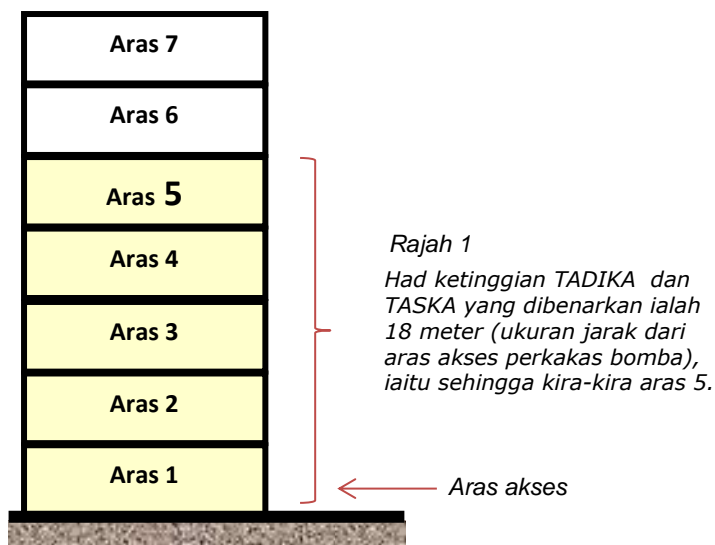 Aras 7
Aras 6
Aras 5
Aras 4
Aras 3
Aras 2
Aras 1
Rajah 1
Had ketinggian TADIKA dan
TASKA yang dibenarkan ialah
18 meter (ukuran jarak dari
aras akses perkakas bomba),
iaitu sehingga kira-kira aras 5.
Aras akses